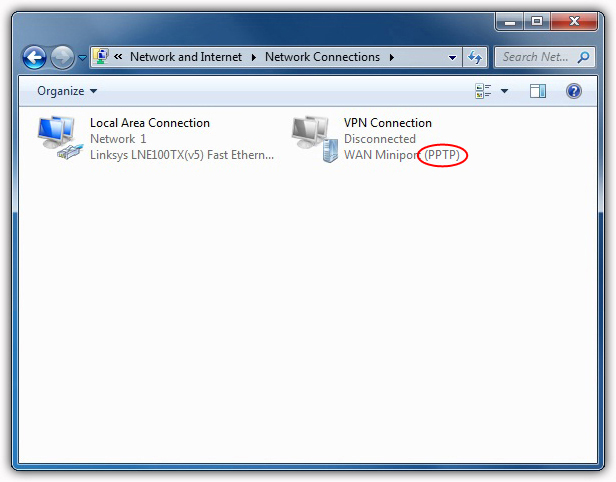 « Network and Internet Network Connections Search Net...
Organize
Local Area Connection
Network 1
Linksys LNE100TX(v5) Fast Ethern...
VPN Connection
Disconnected
WAN Miniport (PPTP)